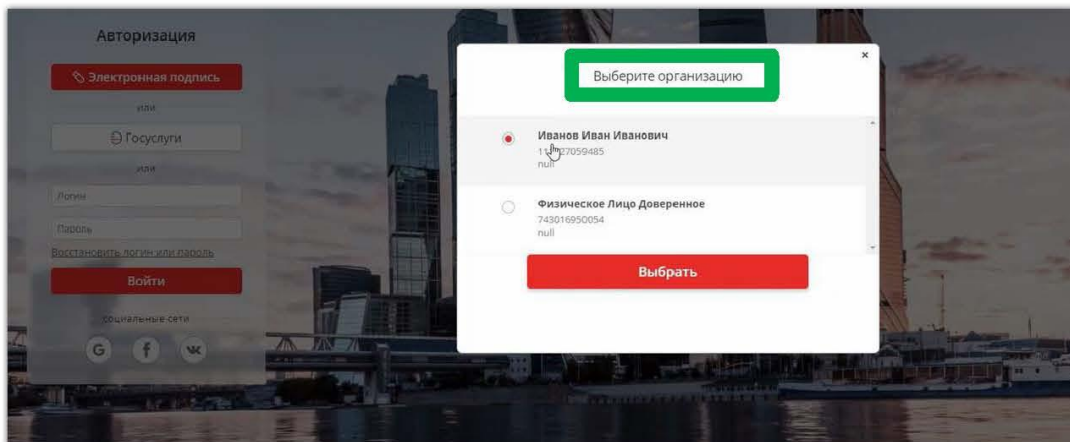 Авторизация
Электронная подпись
или
Госуслуги
или
Логин
Пароль
Восстановить логин или пароль
Войти
социальные сети
G f
×
Выберите организацию
Иванов Иван Иванович
null
Физическое Лицо Доверенное
743016950054
null
Выбрать